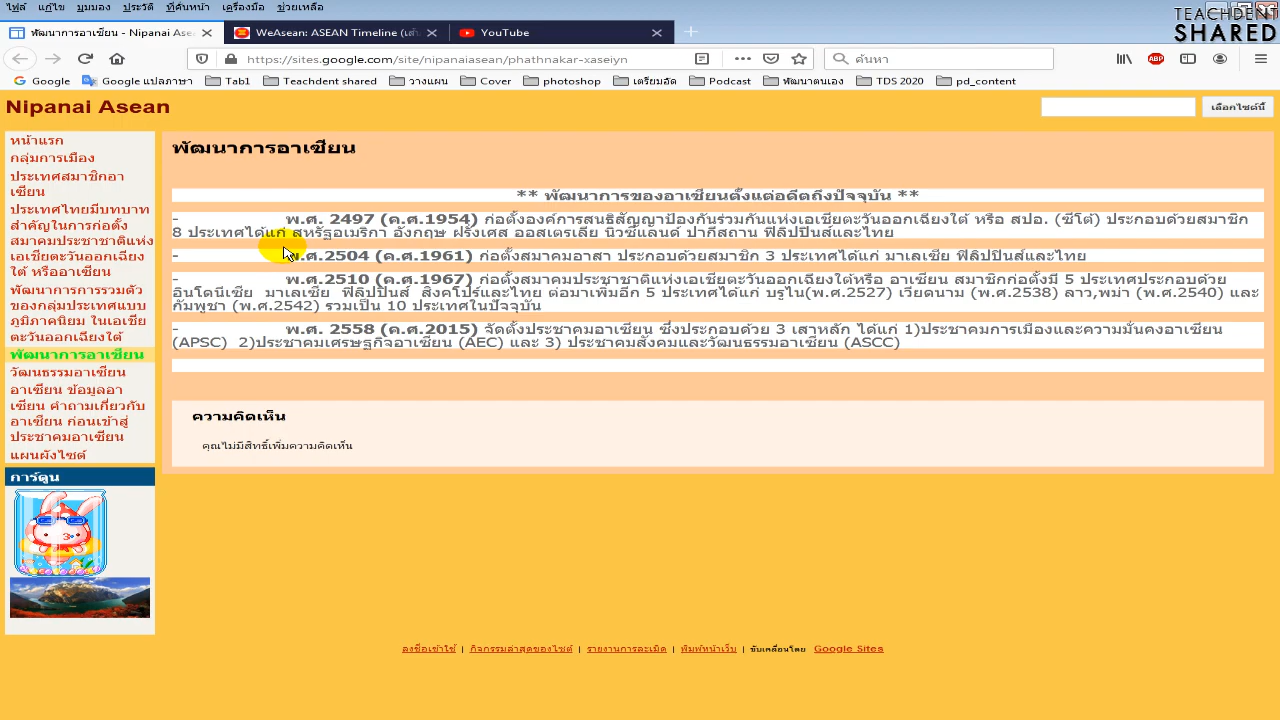 ไฟล์ แก้ไข มุมมอง ประวัติ ที่คั่นหน้า เครื่องมือ ช่วยเหลือ
TEACHDENT
SHARED
พัฒนาการอาเซียน - Nipanai Ase
WeAsean: ASEAN Timeline (เส้น
YouTube
https://sites.google.com/site/nipanaiasean/phathnakar-xaseiyn
ค้นหา
ABP
Google
Google แปลภาษา
Tab1
Teachdent shared
วางแผน
Cover
photoshop
เตรียมอัด
Podcast
พัฒนาตนเอง
TDS 2020
pd_content
Nipanai Asean
เลือกไซต์นี้
หน้าแรก
กลุ่มการเมือง
ประเทศสมาชิกอา
เซียน
ประเทศไทยมีบทบาท
สำคัญในการก่อตั้ง
สมาคมประชาชาติแห่ง
เอเชียตะวันออกเฉียง
ใต้ หรืออาเซียน
พัฒนาการการรวมตัว
ของกลุ่มประเทศแบบ
ภูมิภาคนิยม ในเอเชีย
ตะวันออกเฉียงใต้
พัฒนาการอาเซียน
วัฒนธรรมอาเซียน
อาเซียน ข้อมูลอา
เซียน คำถามเกี่ยวกับ
อาเซียน ก่อนเข้าสู่
ประชาคมอาเซียน
แผนผังไซต์
การ์ตูน
พัฒนาการอาเซียน
** พัฒนาการของอาเซียนตั้งแต่อดีตถึงปัจจุบัน **
- พ.ศ. 2497 (ค.ศ.1954) ก่อตั้งองค์การสนธิสัญญาป้องกันร่วมกันแห่งเอเชียตะวันออกเฉียงใต้ หรือ สปอ. (ซีโต้) ประกอบด้วยสมาชิก
8 ประเทศได้แก่ สหรัฐอเมริกา อังกฤษ ฝรั่งเศส ออสเตรเลีย นิวซีแลนด์ ปากีสถาน ฟิลิปปินส์และไทย
- พ.ศ.2504 (ค.ศ.1961) ก่อตั้งสมาคมอาสา ประกอบด้วยสมาชิก 3 ประเทศได้แก่ มาเลเซีย ฟิลิปปินส์และไทย
- พ.ศ.2510 (ค.ศ.1967) ก่อตั้งสมาคมประชาชาติแห่งเอเชียตะวันออกเฉียงใต้หรือ อาเซียน สมาชิกก่อตั้งมี 5 ประเทศประกอบด้วย
อินโดนีเซีย มาเลเซีย ฟิลิปปินส์ สิงคโปร์และไทย ต่อมาเพิ่มอีก 5 ประเทศได้แก่ บรูไน(พ.ศ.2527) เวียดนาม (พ.ศ.2538) ลาว,พม่า (พ.ศ.2540) และ
กัมพูชา (พ.ศ.2542) รวมเป็น 10 ประเทศในปัจจุบัน
- พ.ศ. 2558 (ค.ศ.2015) จัดตั้งประชาคมอาเซียน ซึ่งประกอบด้วย 3 เสาหลัก ได้แก่ 1)ประชาคมการเมืองและความมั่นคงอาเซียน
(APSC) 2)ประชาคมเศรษฐกิจอาเซียน (AEC) และ 3) ประชาคมสังคมและวัฒนธรรมอาเซียน (ASCC)
ความคิดเห็น
คุณไม่มีสิทธิ์เพิ่มความคิดเห็น
ลงชื่อเข้าใช้ | กิจกรรมล่าสุดของไซต์ | รายงานการละเมิด | พิมพ์หน้าเว็บ | ขับเคลื่อนโดย Google Sites